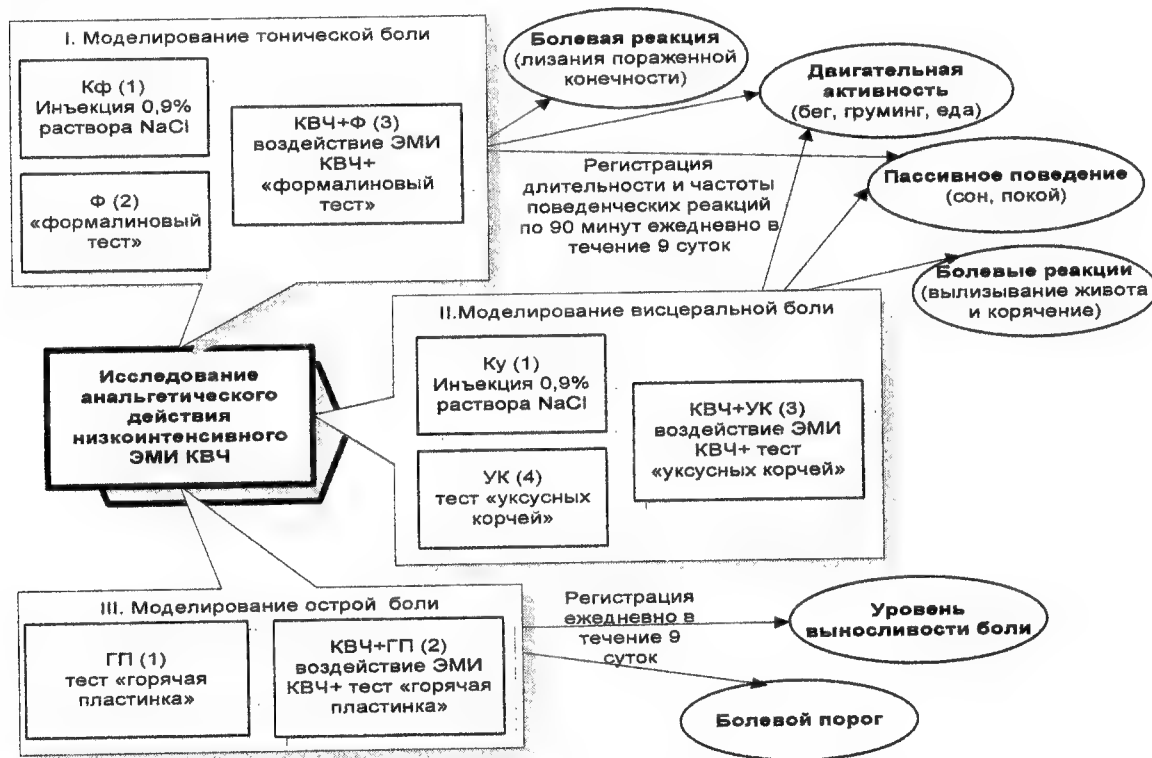 I. Моделирование тонической боли
Кф (1)
Инъекция 0,9%
раствора NaCl
Ф (2)
«формалиновый
тест»
КВЧ+Ф (3)
воздействие ЭМИ
КВЧ+
«формалиновый
тест»
Болевая реакция
(лизания пораженной
конечности)
Двигательная
активность
(бег, груминг, еда)
Регистрация
длительности и частоты
поведенческих реакций
по 90 минут ежедневно в
течение 9 суток
Пассивное поведение
(сон, покой)
Болевые реакции
(вылизывание живота
и корячение)
Исследование
анальгетического
действия
низкоинтенсивного
ЭМИ КВЧ
II.Моделирование висцеральной боли
Ку (1)
Инъекция 0,9%
раствора NaCl
УК (4)
тест «уксусных
корчей»
КВЧ+УК (3)
воздействие ЭМИ
КВЧ+ тест
«уксусных корчей»
III. Моделирование острой боли
ГП (1)
тест «горячая
пластинка»
КВЧ+ГП (2)
воздействие ЭМИ
КВЧ+ тест «горячая
пластинка»
Регистрация
ежедневно в
течение 9
суток
Уровень
выносливости боли
Болевой порог